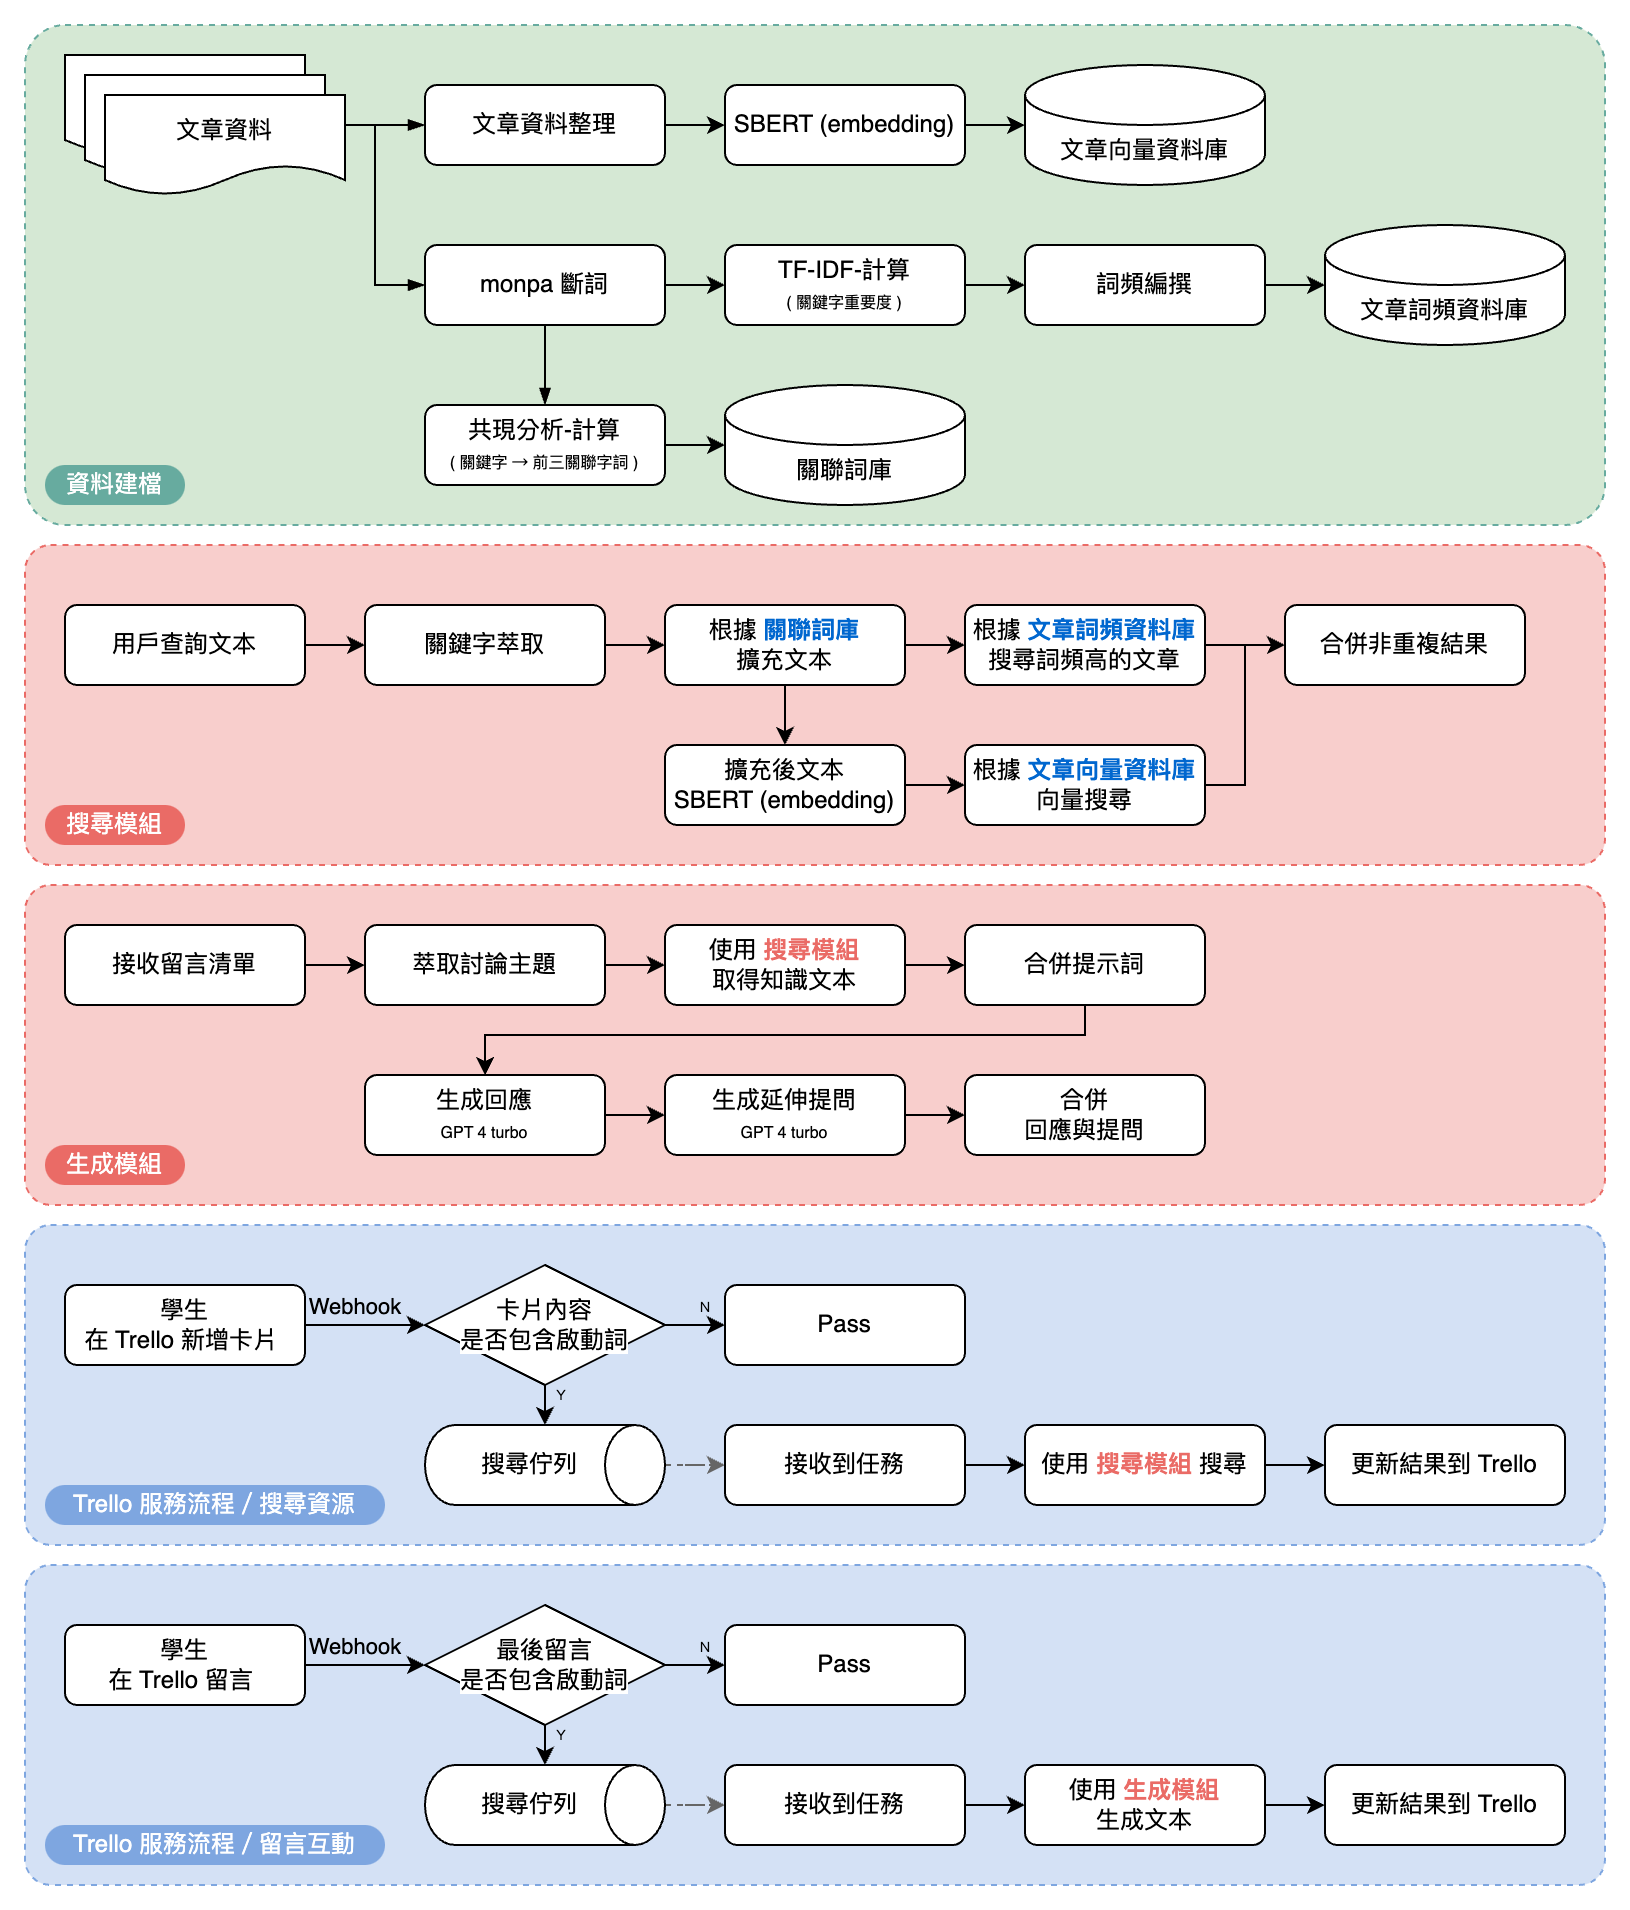 文章資料
文章資料整理
SBERT (embedding)
文章向量資料庫
monpa 斷詞
TF-IDF-計算
( 關鍵字重要度 )
詞頻編撰
文章詞頻資料庫
共現分析-計算
( 關鍵字 → 前三關聯字詞 )
關聯詞庫
資料建檔
用戶查詢文本
關鍵字萃取
根據 關聯詞庫
擴充文本
根據 文章詞頻資料庫
搜尋詞頻高的文章
合併非重複結果
擴充後文本
SBERT (embedding)
根據 文章向量資料庫
向量搜尋
搜尋模組
接收留言清單
萃取討論主題
使用 搜尋模組
取得知識文本
合併提示詞
生成回應
GPT 4 turbo
生成延伸提問
GPT 4 turbo
合併
回應與提問
生成模組
學生
在 Trello 新增卡片
Webhook
卡片內容
是否包含啟動詞
N
Pass
Y
搜尋佇列
接收到任務
使用 搜尋模組 搜尋
更新結果到 Trello
Trello 服務流程 / 搜尋資源
學生
在 Trello 留言
Webhook
最後留言
是否包含啟動詞
N
Pass
Y
搜尋佇列
接收到任務
使用 生成模組
生成文本
更新結果到 Trello
Trello 服務流程 / 留言互動